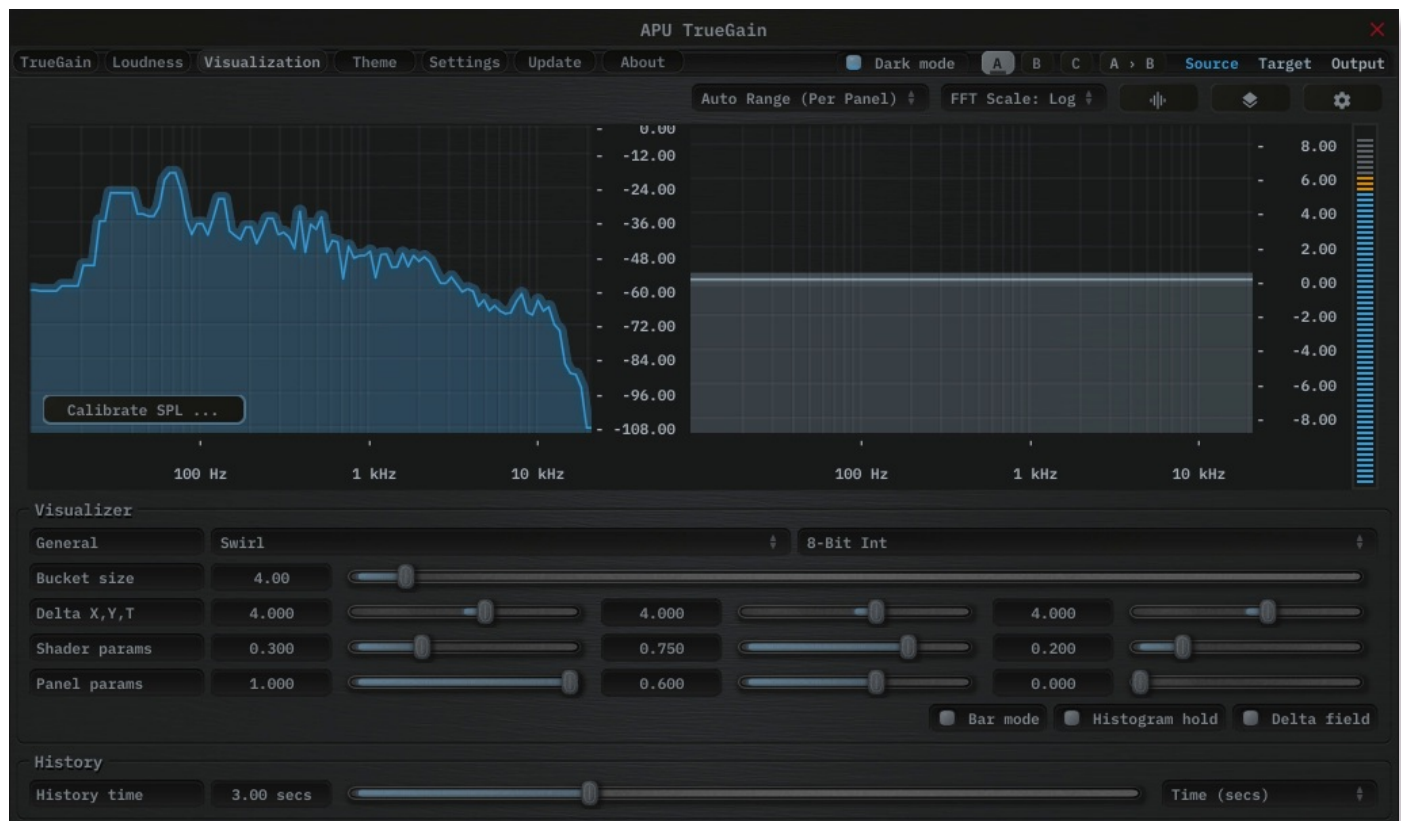 APU TrueGain
TrueGain Loudness Visualization Theme Settings Update About Dark mode A B C A › B Source Target Output
Auto Range (Per Panel) FFT Scale: Log
0.00
-12.00
-24.00
-36.00
-48.00
-60.00
-72.00
-84.00
-96.00
-108.00
Calibrate SPL ...
100 Hz 1 kHz 10 kHz
8.00
6.00
4.00
2.00
0.00
-2.00
-4.00
-6.00
-8.00
100 Hz 1 kHz 10 kHz
Visualizer
General Swirl 8-Bit Int
Bucket size 4.00
Delta X,Y,T 4.000 4.000 4.000
Shader params 0.300 0.750 0.200
Panel params 1.000 0.600 0.000
Bar mode Histogram hold Delta field
History
History time 3.00 secs Time (secs)